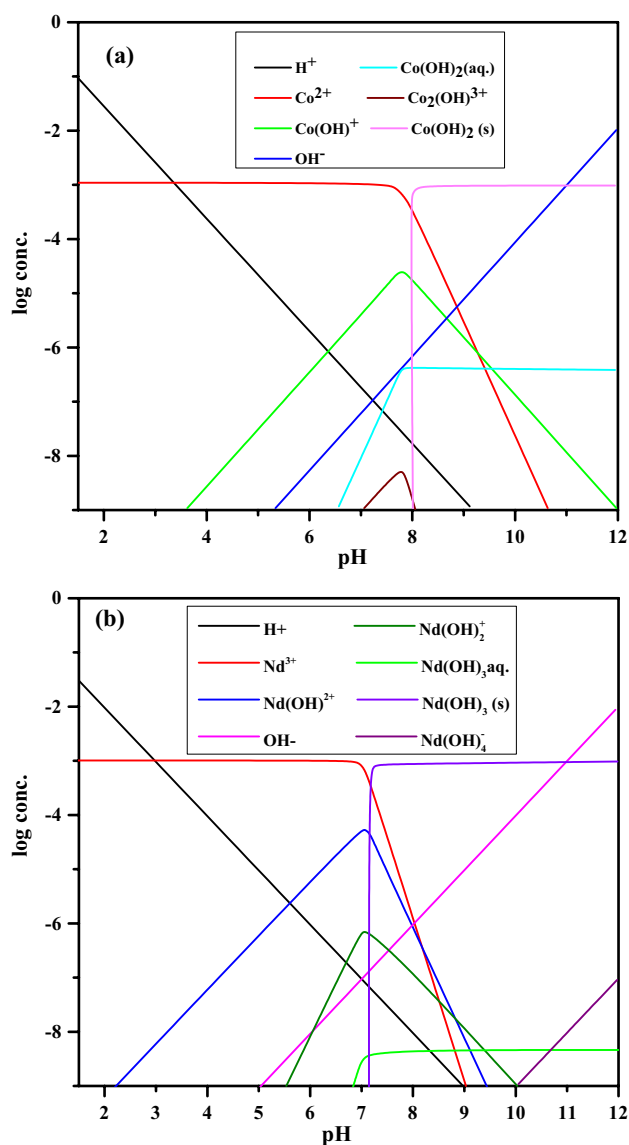 0
(a)
H⁺ Co(OH)₂(aq.)
Co²⁺ Co₂(OH)³⁺
Co(OH)⁺ Co(OH)₂ (s)
OH⁻
-2
-4
-6
-8
log conc.
2 4 6 8 10 12
pH
0
(b)
H+ Nd(OH)₂⁺
Nd³⁺ Nd(OH)₃aq.
Nd(OH)²⁺ Nd(OH)₃ (s)
OH- Nd(OH)₄⁻
-2
-4
-6
-8
log conc.
2 3 4 5 6 7 8 9 10 11 12
pH